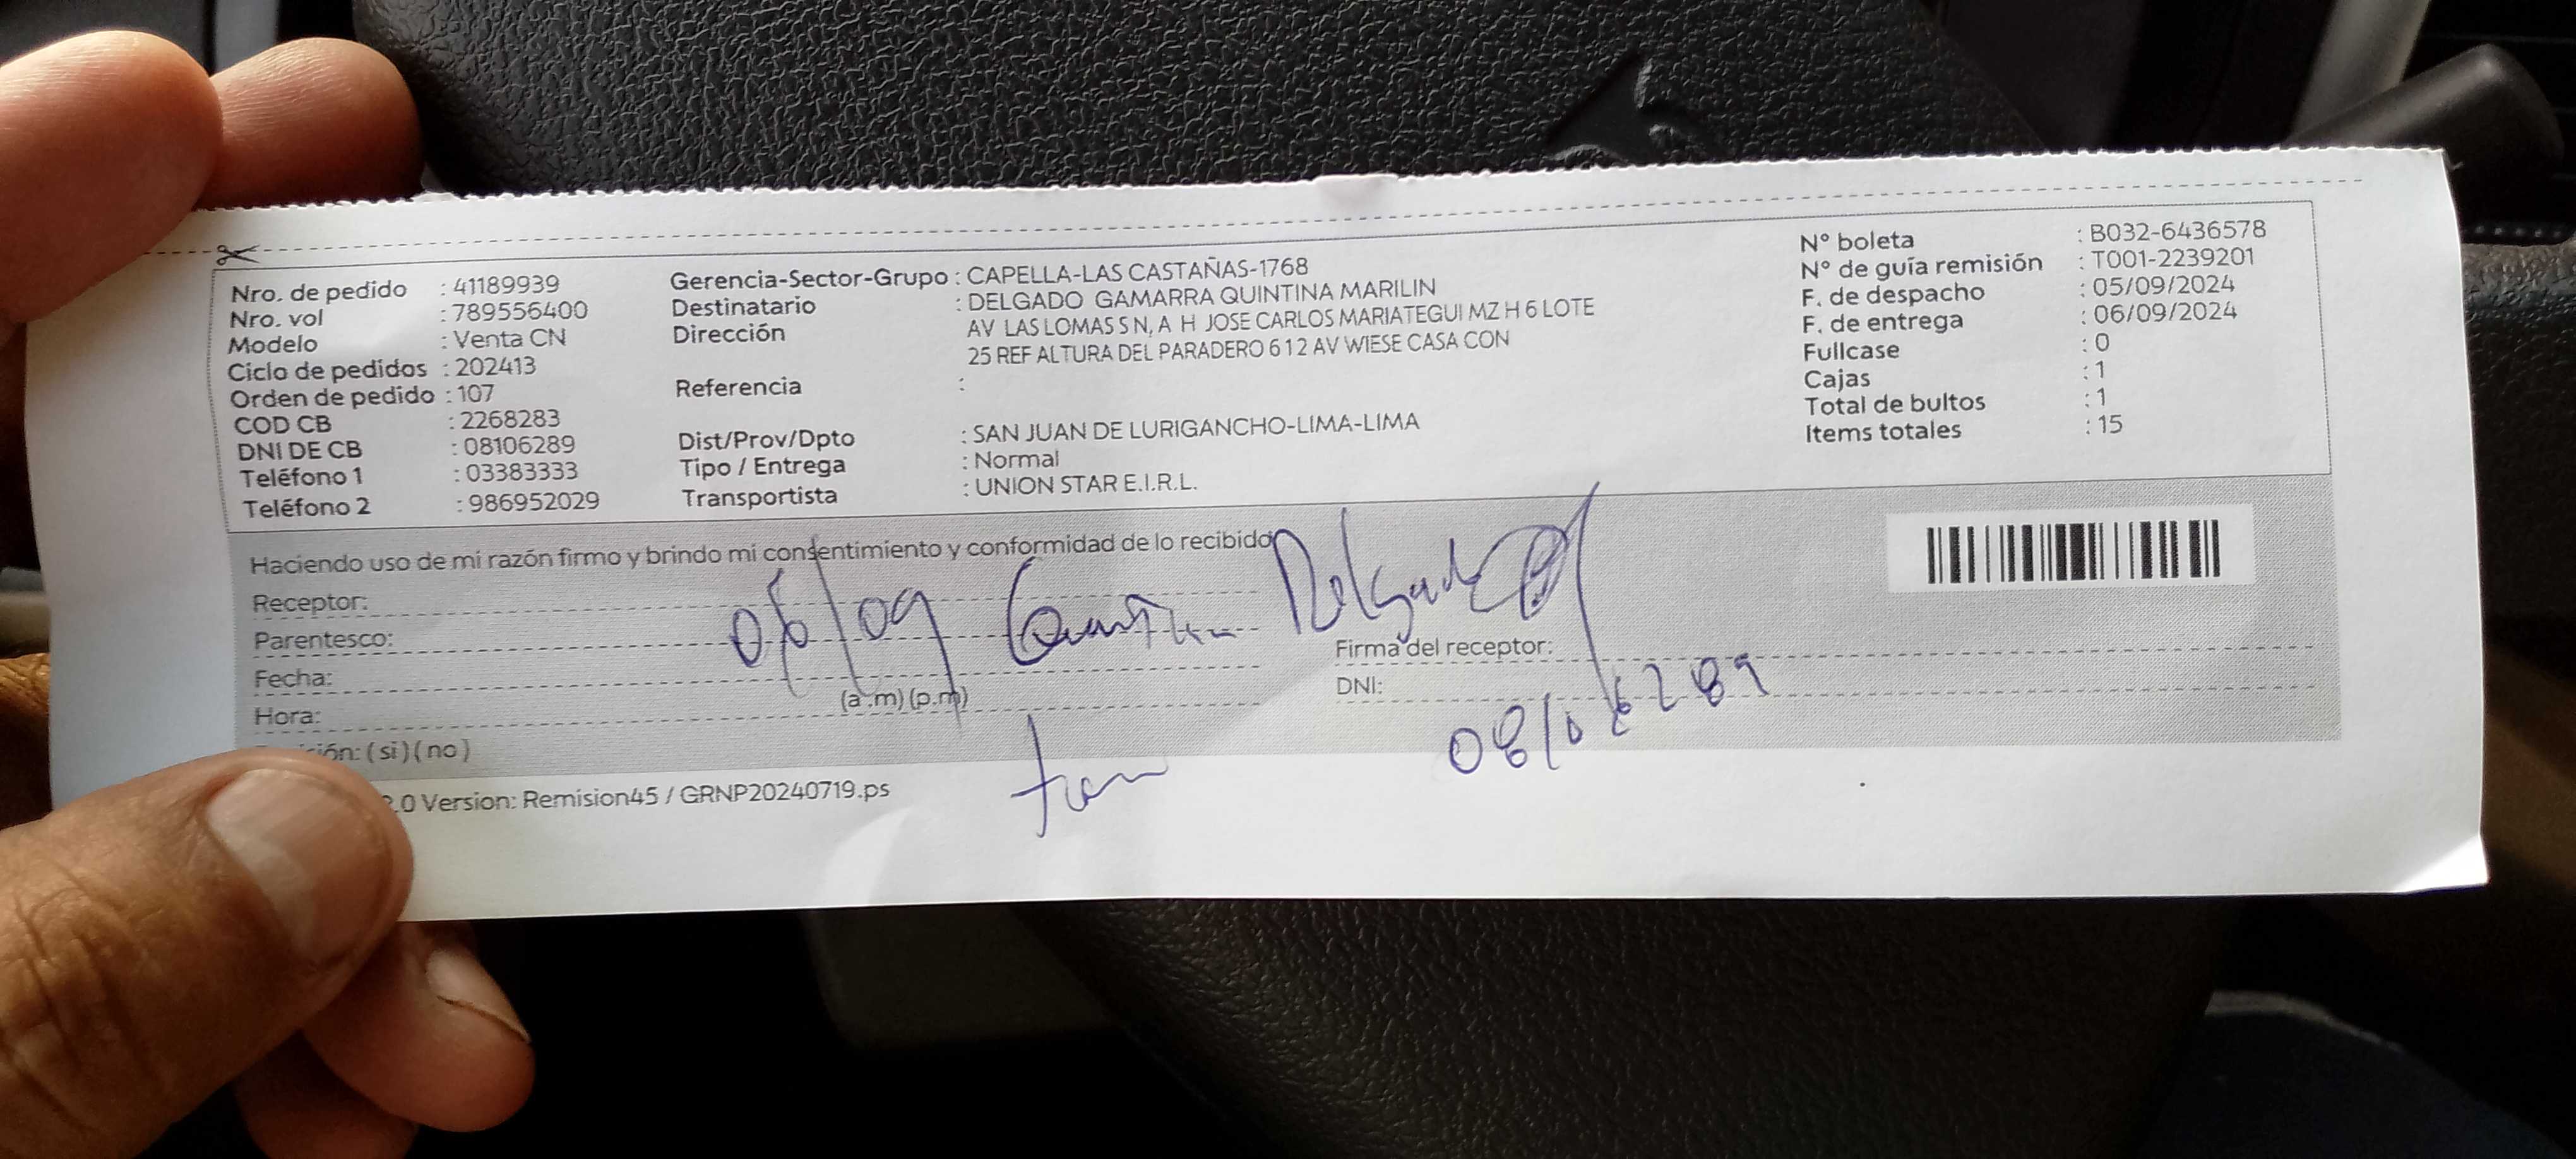 Nro. de pedido : 41189939
Nro. vol : 789556400
Modelo : Venta CN
Ciclo de pedidos : 202413
Orden de pedido : 107
COD CB : 2268283
DNI DE CB : 08106289
Teléfono 1 : 03383333
Teléfono 2 : 986952029
Gerencia-Sector-Grupo : CAPELLA-LAS CASTAÑAS-1768
Destinatario : DELGADO GAMARRA QUINTINA MARILIN
Dirección AV LAS LOMAS S N, A H JOSE CARLOS MARIATEGUI MZ H 6 LOTE
25 REF ALTURA DEL PARADERO 6 12 AV WIESE CASA CON
Referencia :
Dist/Prov/Dpto : SAN JUAN DE LURIGANCHO-LIMA-LIMA
Tipo / Entrega : Normal
Transportista : UNION STAR E.I.R.L.
N° boleta : B032-6436578
N° de guía remisión : T001-2239201
F. de despacho : 05/09/2024
F. de entrega : 06/09/2024
Fullcase : 0
Cajas : 1
Total de bultos : 1
Items totales : 15
Haciendo uso de mi razón firmo y brindo mi consentimiento y conformidad de lo recibido
Receptor:
Parentesco:
Fecha:
Hora: (a.m) (p.m)
06/09 Delgado
Firma del receptor:
DNI: 08106289
ión: ( si ) ( no )
2.0 Version: Remision45 / GRNP20240719.ps